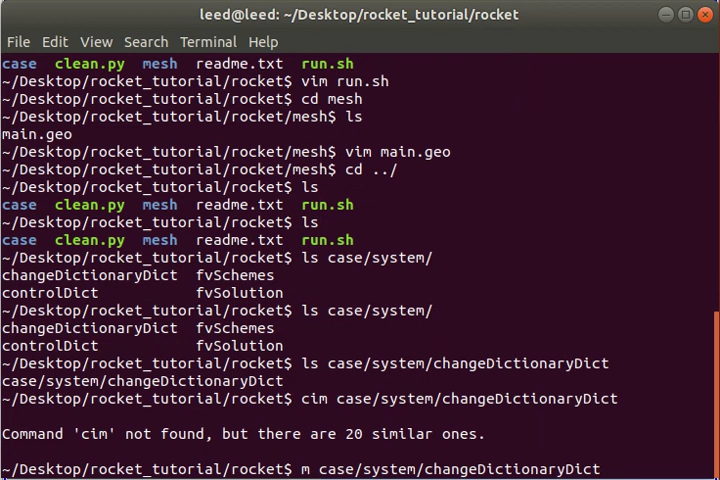 leed@leed: ~/Desktop/rocket_tutorial/rocket
File Edit View Search Terminal Help
case clean.py mesh readme.txt run.sh
~/Desktop/rocket_tutorial/rocket$ vim run.sh
~/Desktop/rocket_tutorial/rocket$ cd mesh
~/Desktop/rocket_tutorial/rocket/mesh$ ls
main.geo
~/Desktop/rocket_tutorial/rocket/mesh$ vim main.geo
~/Desktop/rocket_tutorial/rocket/mesh$ cd ../
~/Desktop/rocket_tutorial/rocket$ ls
case clean.py mesh readme.txt run.sh
~/Desktop/rocket_tutorial/rocket$ ls
case clean.py mesh readme.txt run.sh
~/Desktop/rocket_tutorial/rocket$ ls case/system/
changeDictionaryDict fvSchemes
controlDict fvSolution
~/Desktop/rocket_tutorial/rocket$ ls case/system/
changeDictionaryDict fvSchemes
controlDict fvSolution
~/Desktop/rocket_tutorial/rocket$ ls case/system/changeDictionaryDict
case/system/changeDictionaryDict
~/Desktop/rocket_tutorial/rocket$ cim case/system/changeDictionaryDict
Command 'cim' not found, but there are 20 similar ones.
~/Desktop/rocket_tutorial/rocket$ m case/system/changeDictionaryDict